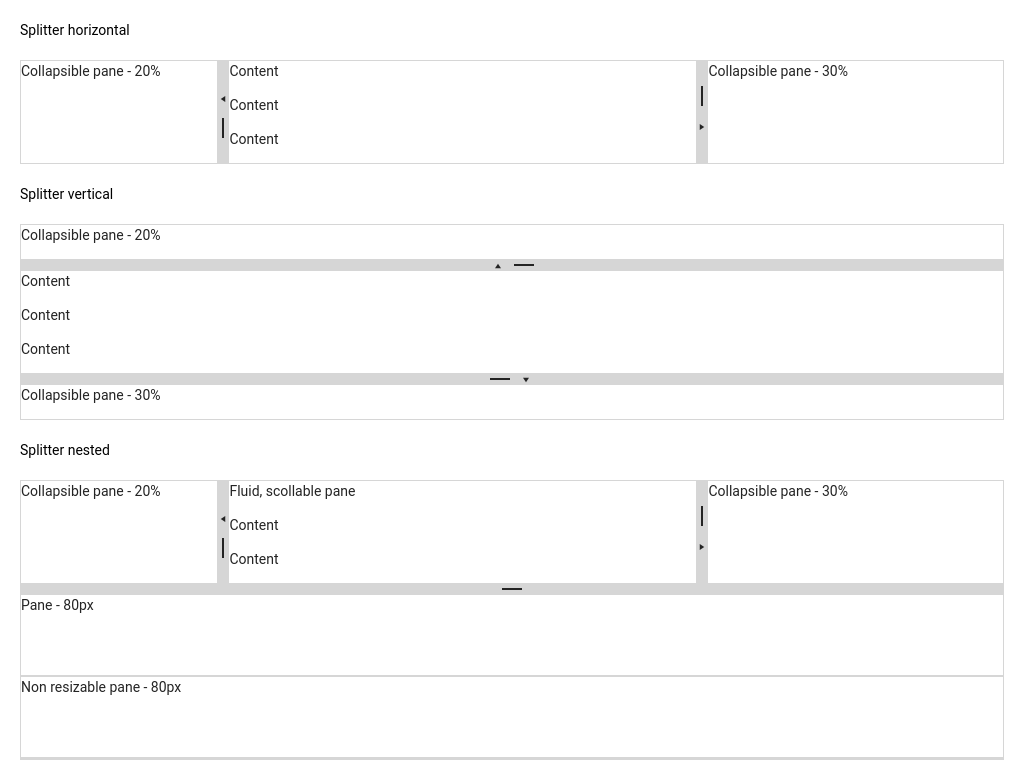 Splitter horizontal
Collapsible pane - 20%
Content
Content
Content
Collapsible pane - 30%
Splitter vertical
Collapsible pane - 20%
Content
Content
Content
Collapsible pane - 30%
Splitter nested
Collapsible pane - 20%
Fluid, scollable pane
Content
Content
Collapsible pane - 30%
Pane - 80px
Non resizable pane - 80px